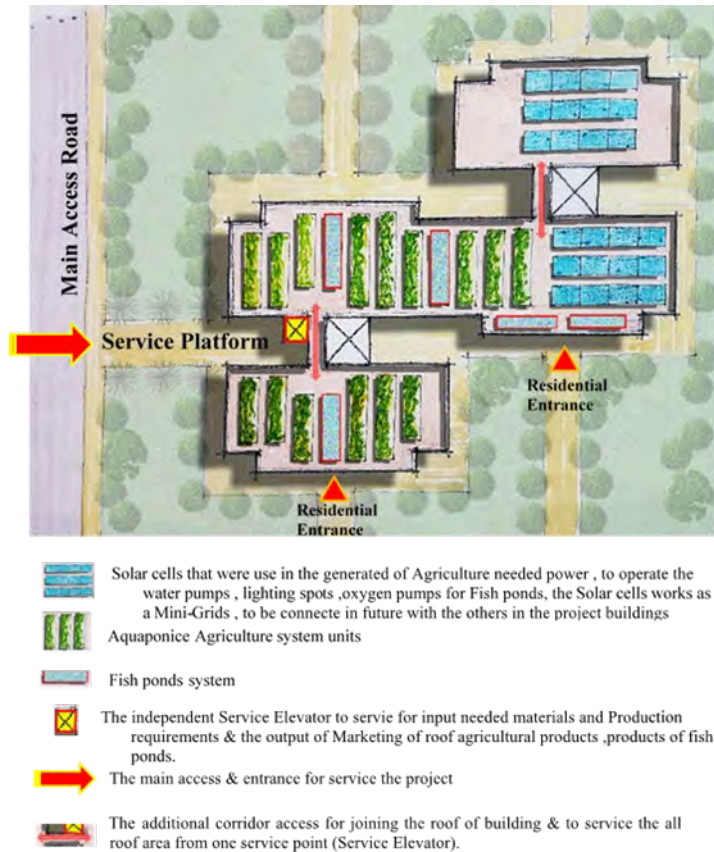 Main Access Road
Service Platform
Residential
Entrance
Residential
Entrance
Solar cells that were use in the generated of Agriculture needed power , to operate the
water pumps , lighting spots ,oxygen pumps for Fish ponds, the Solar cells works as
a Mini-Grids , to be connecte in future with the others in the project buildings
Aquaponice Agriculture system units
Fish ponds system
The independent Service Elevator to servie for input needed materials and Production
requirements & the output of Marketing of roof agricultural products ,products of fish
ponds.
The main access & entrance for service the project
The additional corridor access for joining the roof of building & to service the all
roof area from one service point (Service Elevator).